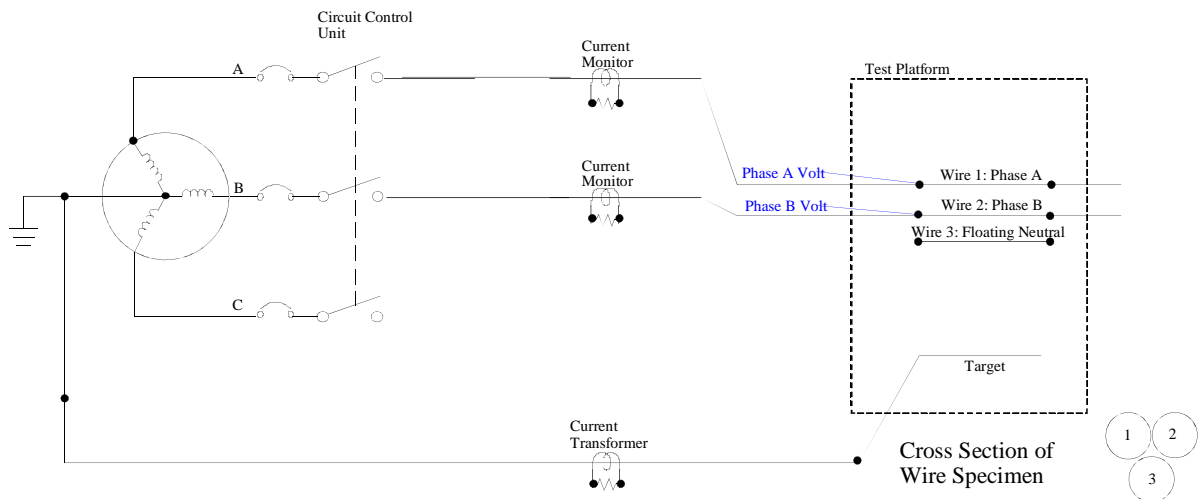 Circuit Control
Unit
A
Current
Monitor
Test Platform
Phase A Volt
Wire 1: Phase A
B
Current
Monitor
Phase B Volt
Wire 2: Phase B
Wire 3: Floating Neutral
C
Target
Current
Transformer
Cross Section of
Wire Specimen
1
2
3